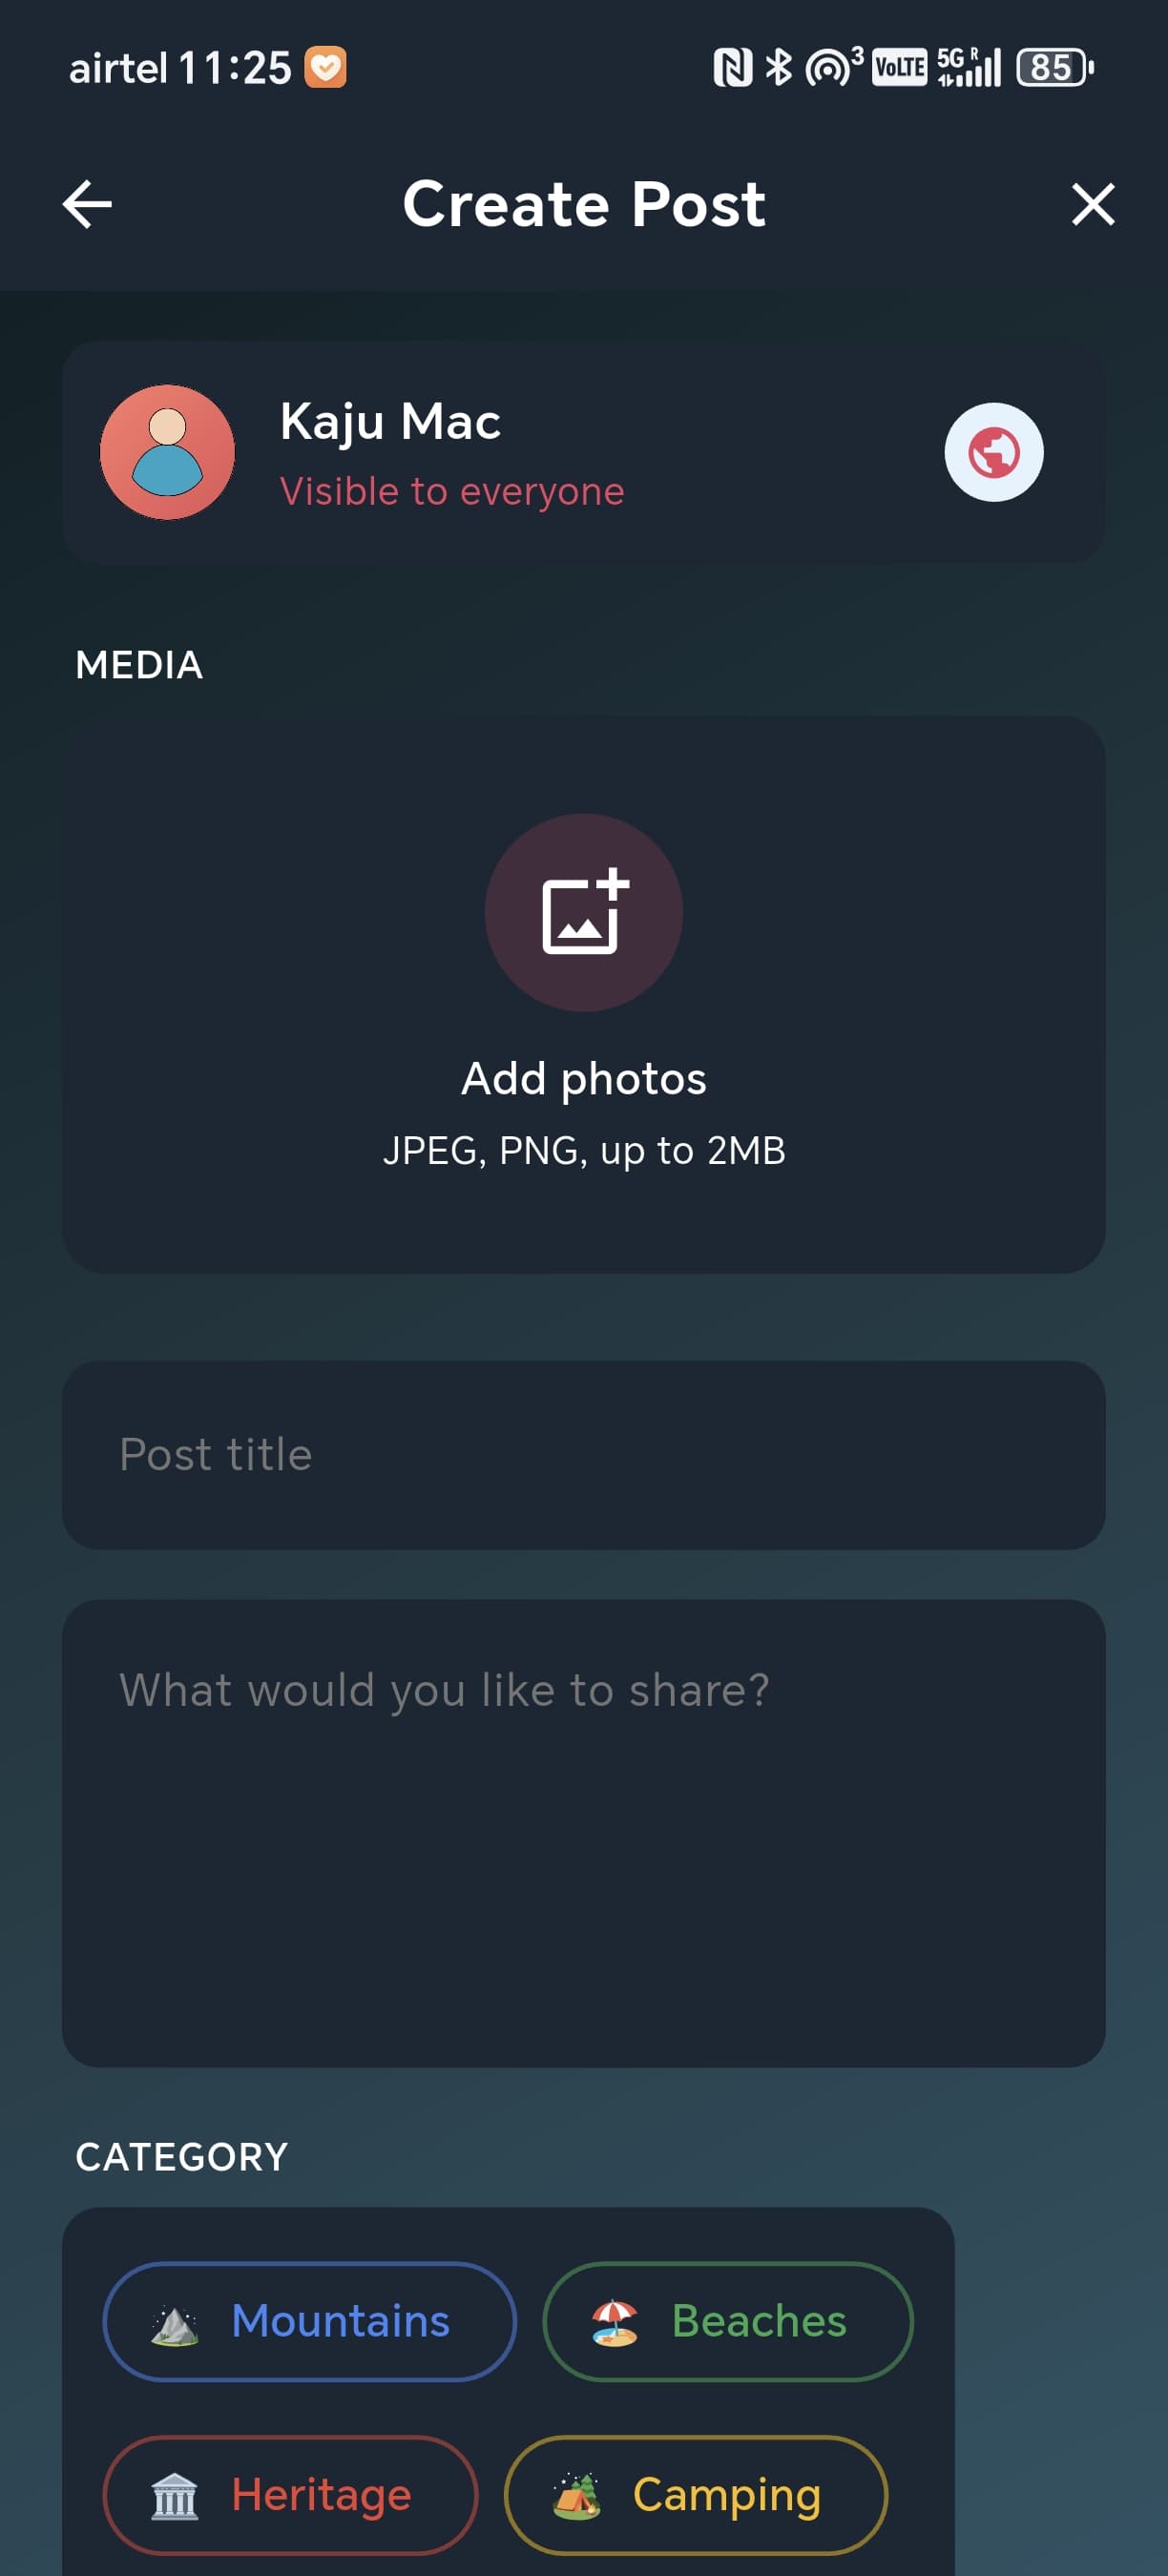 airtel 11:25 3 VoLTE 5G R 85
Create Post
Kaju Mac
Visible to everyone
MEDIA
Add photos
JPEG, PNG, up to 2MB
Post title
What would you like to share?
CATEGORY
Mountains Beaches
Heritage Camping